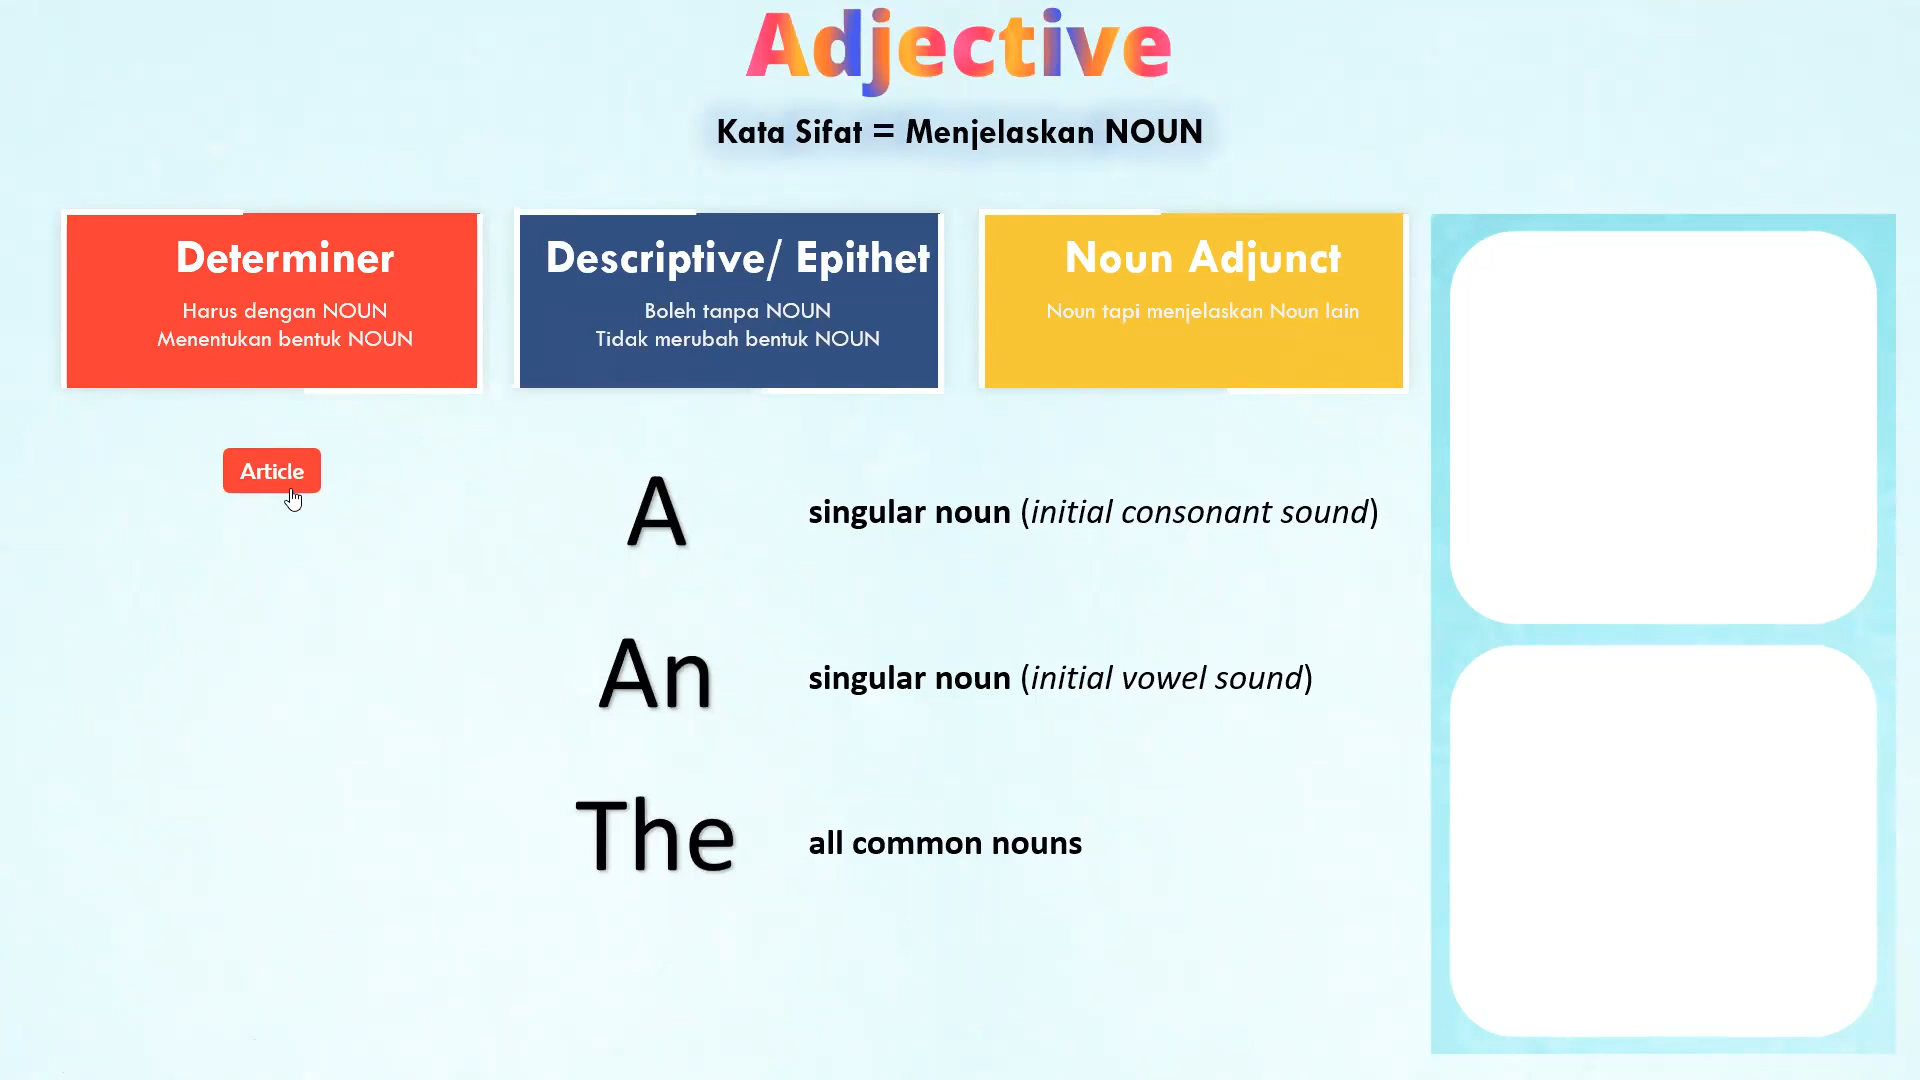 Adjective
Kata Sifat = Menjelaskan NOUN
Determiner
Harus dengan NOUN
Menentukan bentuk NOUN
Descriptive/ Epithet
Boleh tanpa NOUN
Tidak merubah bentuk NOUN
Noun Adjunct
Noun tapi menjelaskan Noun lain
Article
A
singular noun (initial consonant sound)
An
singular noun (initial vowel sound)
The
all common nouns